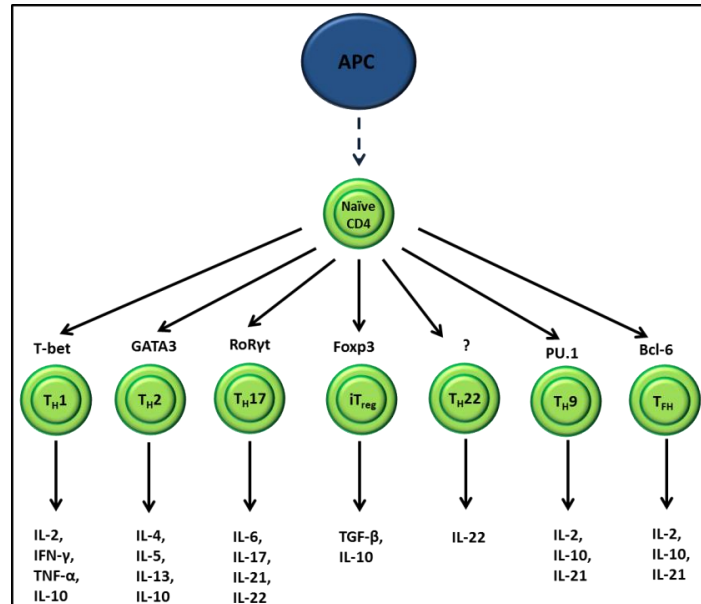 APC
Naïve
CD4
T-bet
GATA3
RoRγt
Foxp3
?
PU.1
Bcl-6
TH1
TH2
TH17
iTreg
TH22
TH9
TFH
IL-2,
IFN-γ,
TNF-α,
IL-10
IL-4,
IL-5,
IL-13,
IL-10
IL-6,
IL-17,
IL-21,
IL-22
TGF-β,
IL-10
IL-22
IL-2,
IL-10,
IL-21
IL-2,
IL-10,
IL-21